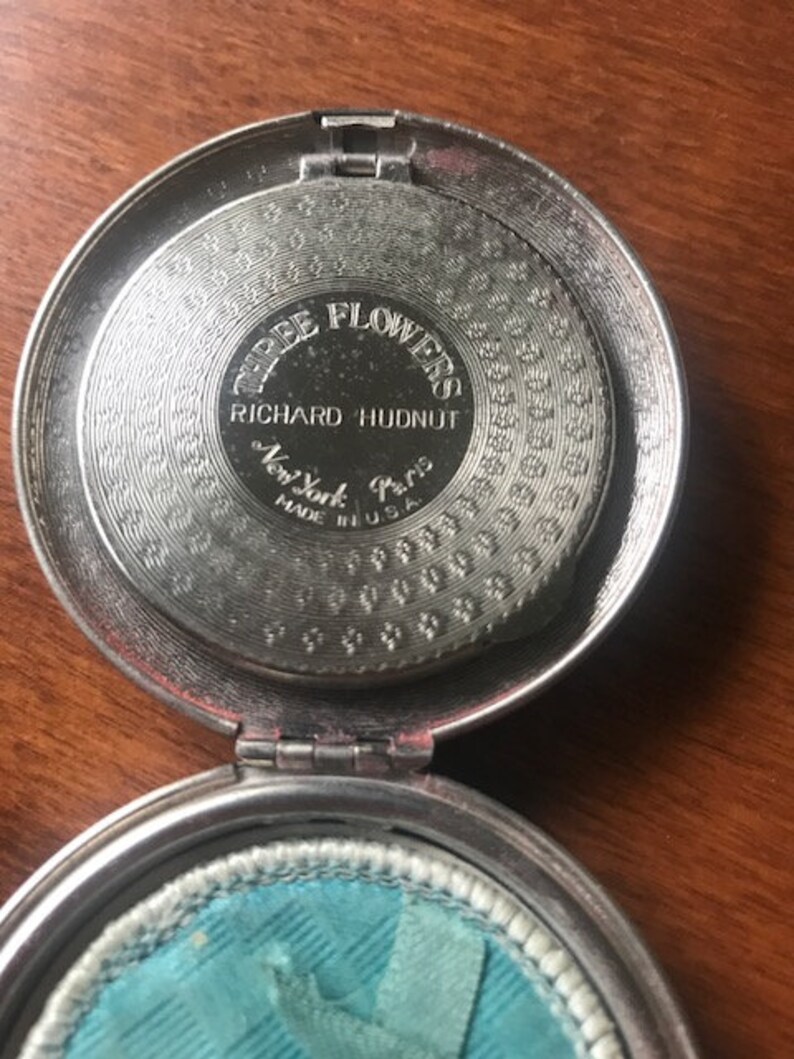 THREE FLOWERS
RICHARD HUDNUT
New York Paris
MADE IN U.S.A.